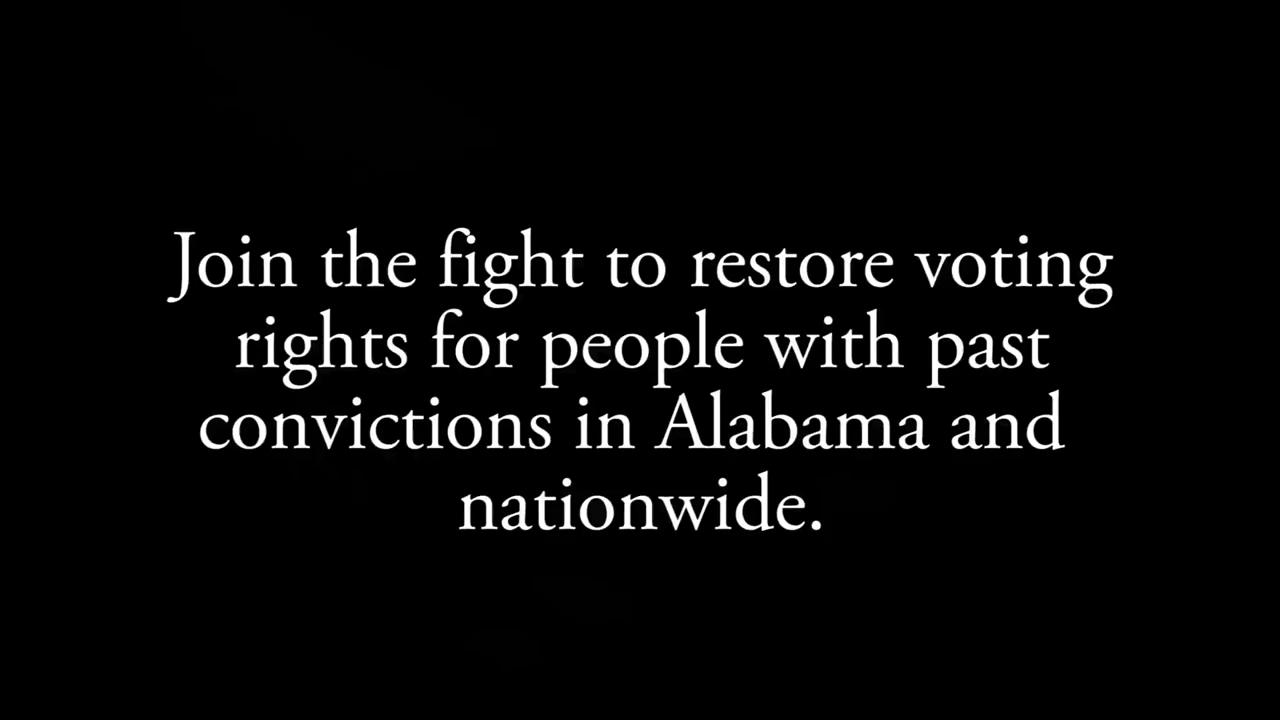 Join the fight to restore voting
rights for people with past
convictions in Alabama and
nationwide.